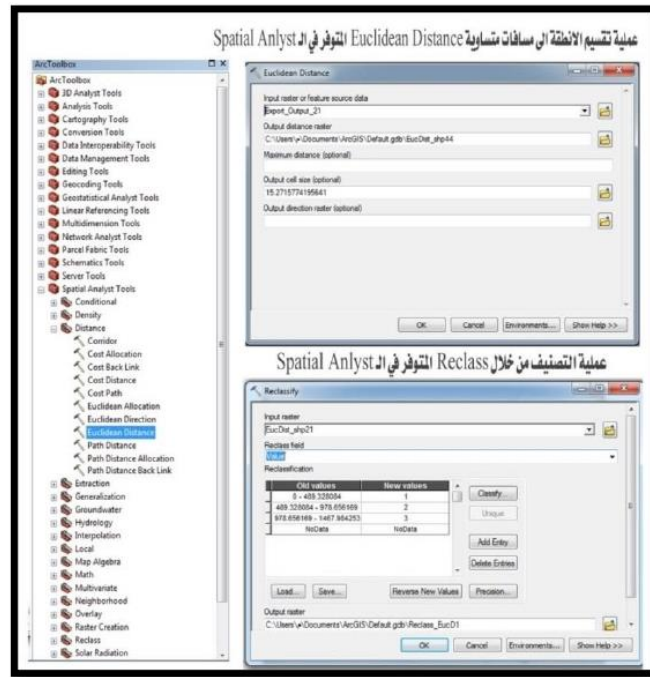 عملية تقسيم الانطقة الى مسافات متساوية Euclidean Distance المتوفر في الـ Spatial Anlyst
ArcToolbox
ArcToolbox
3D Analyst Tools
Analysis Tools
Cartography Tools
Conversion Tools
Data Interoperability Tools
Data Management Tools
Editing Tools
Geocoding Tools
Geostatistical Analyst Tools
Linear Referencing Tools
Multidimension Tools
Network Analyst Tools
Parcel Fabric Tools
Schematics Tools
Server Tools
Spatial Analyst Tools
Conditional
Density
Distance
Corridor
Cost Allocation
Cost Back Link
Cost Distance
Cost Path
Euclidean Allocation
Euclidean Direction
Euclidean Distance
Path Distance
Path Distance Allocation
Path Distance Back Link
Extraction
Generalization
Groundwater
Hydrology
Interpolation
Local
Map Algebra
Math
Multivariate
Neighborhood
Overlay
Raster Creation
Reclass
Solar Radiation
Euclidean Distance
Input raster or feature source data
Export_Output_21
Output distance raster
C:\Users\م\Documents\ArcGIS\Default.gdb\EucDist_shp44
Maximum distance (optional)
Output cell size (optional)
15.2715774195641
Output direction raster (optional)
OK Cancel Environments... Show Help >>
عملية التصنيف من خلال Reclass المتوفر في الـ Spatial Anlyst
Reclassify
Input raster
EucDist_shp21
Reclass field
Value
Reclassification
Old values New values
0 - 489.328084 1
489.328084 - 978.656169 2
978.656169 - 1467.984253 3
NoData NoData
Classify...
Unique
Add Entry
Delete Entries
Load... Save... Reverse New Values Precision...
Output raster
C:\Users\م\Documents\ArcGIS\Default.gdb\Reclass_EucD1
OK Cancel Environments... Show Help >>